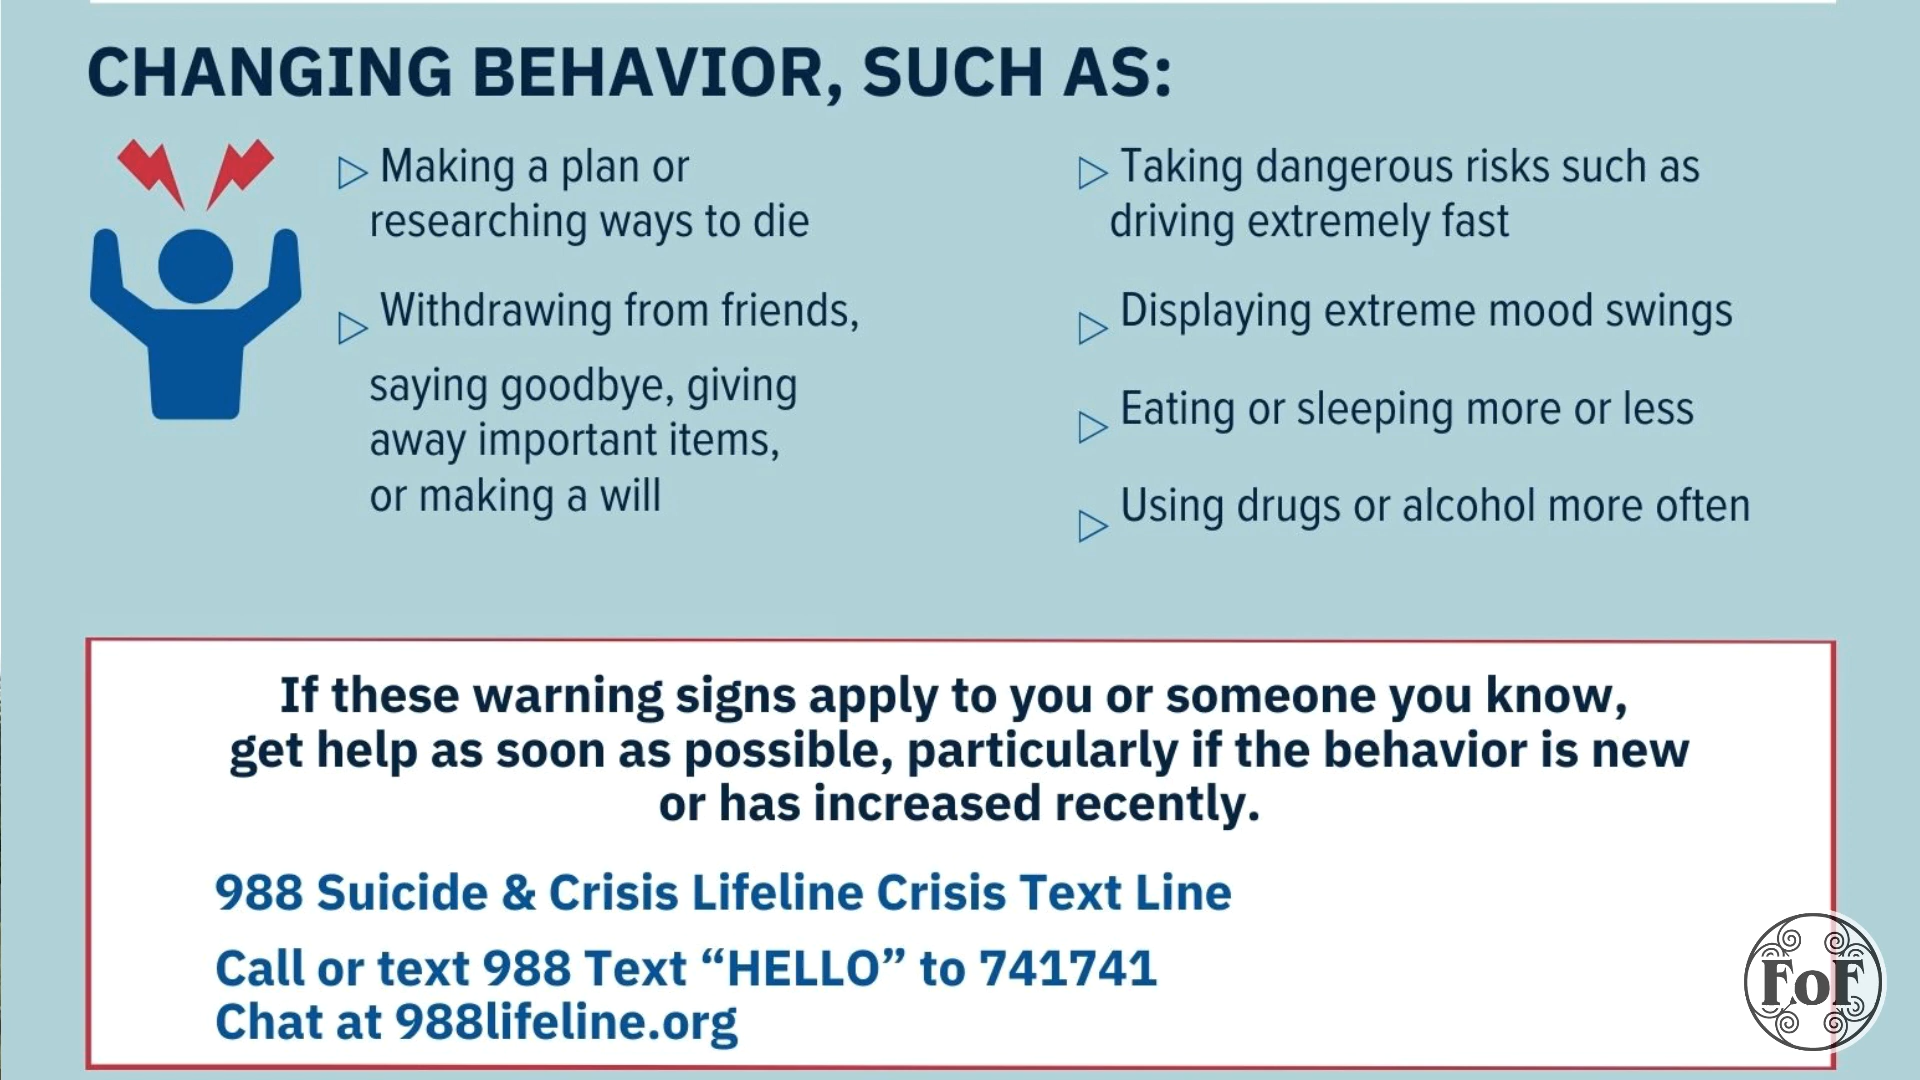 CHANGING BEHAVIOR, SUCH AS:
Making a plan or
researching ways to die
Withdrawing from friends,
saying goodbye, giving
away important items,
or making a will
Taking dangerous risks such as
driving extremely fast
Displaying extreme mood swings
Eating or sleeping more or less
Using drugs or alcohol more often
If these warning signs apply to you or someone you know,
get help as soon as possible, particularly if the behavior is new
or has increased recently.
988 Suicide & Crisis Lifeline Crisis Text Line
Call or text 988 Text “HELLO” to 741741
Chat at 988lifeline.org
FoF